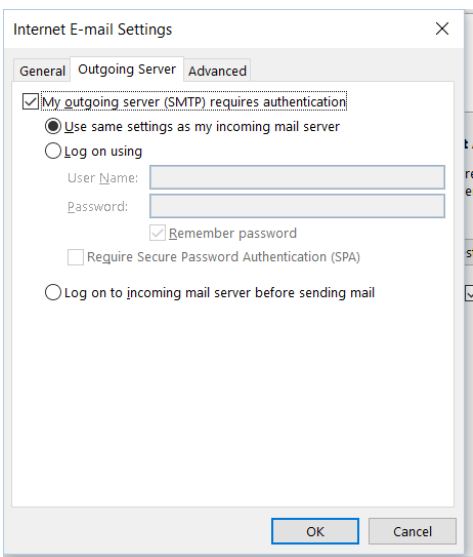 Internet E-mail Settings
General Outgoing Server Advanced
My outgoing server (SMTP) requires authentication
Use same settings as my incoming mail server
Log on using
User Name:
Password:
Remember password
Require Secure Password Authentication (SPA)
Log on to incoming mail server before sending mail
OK Cancel